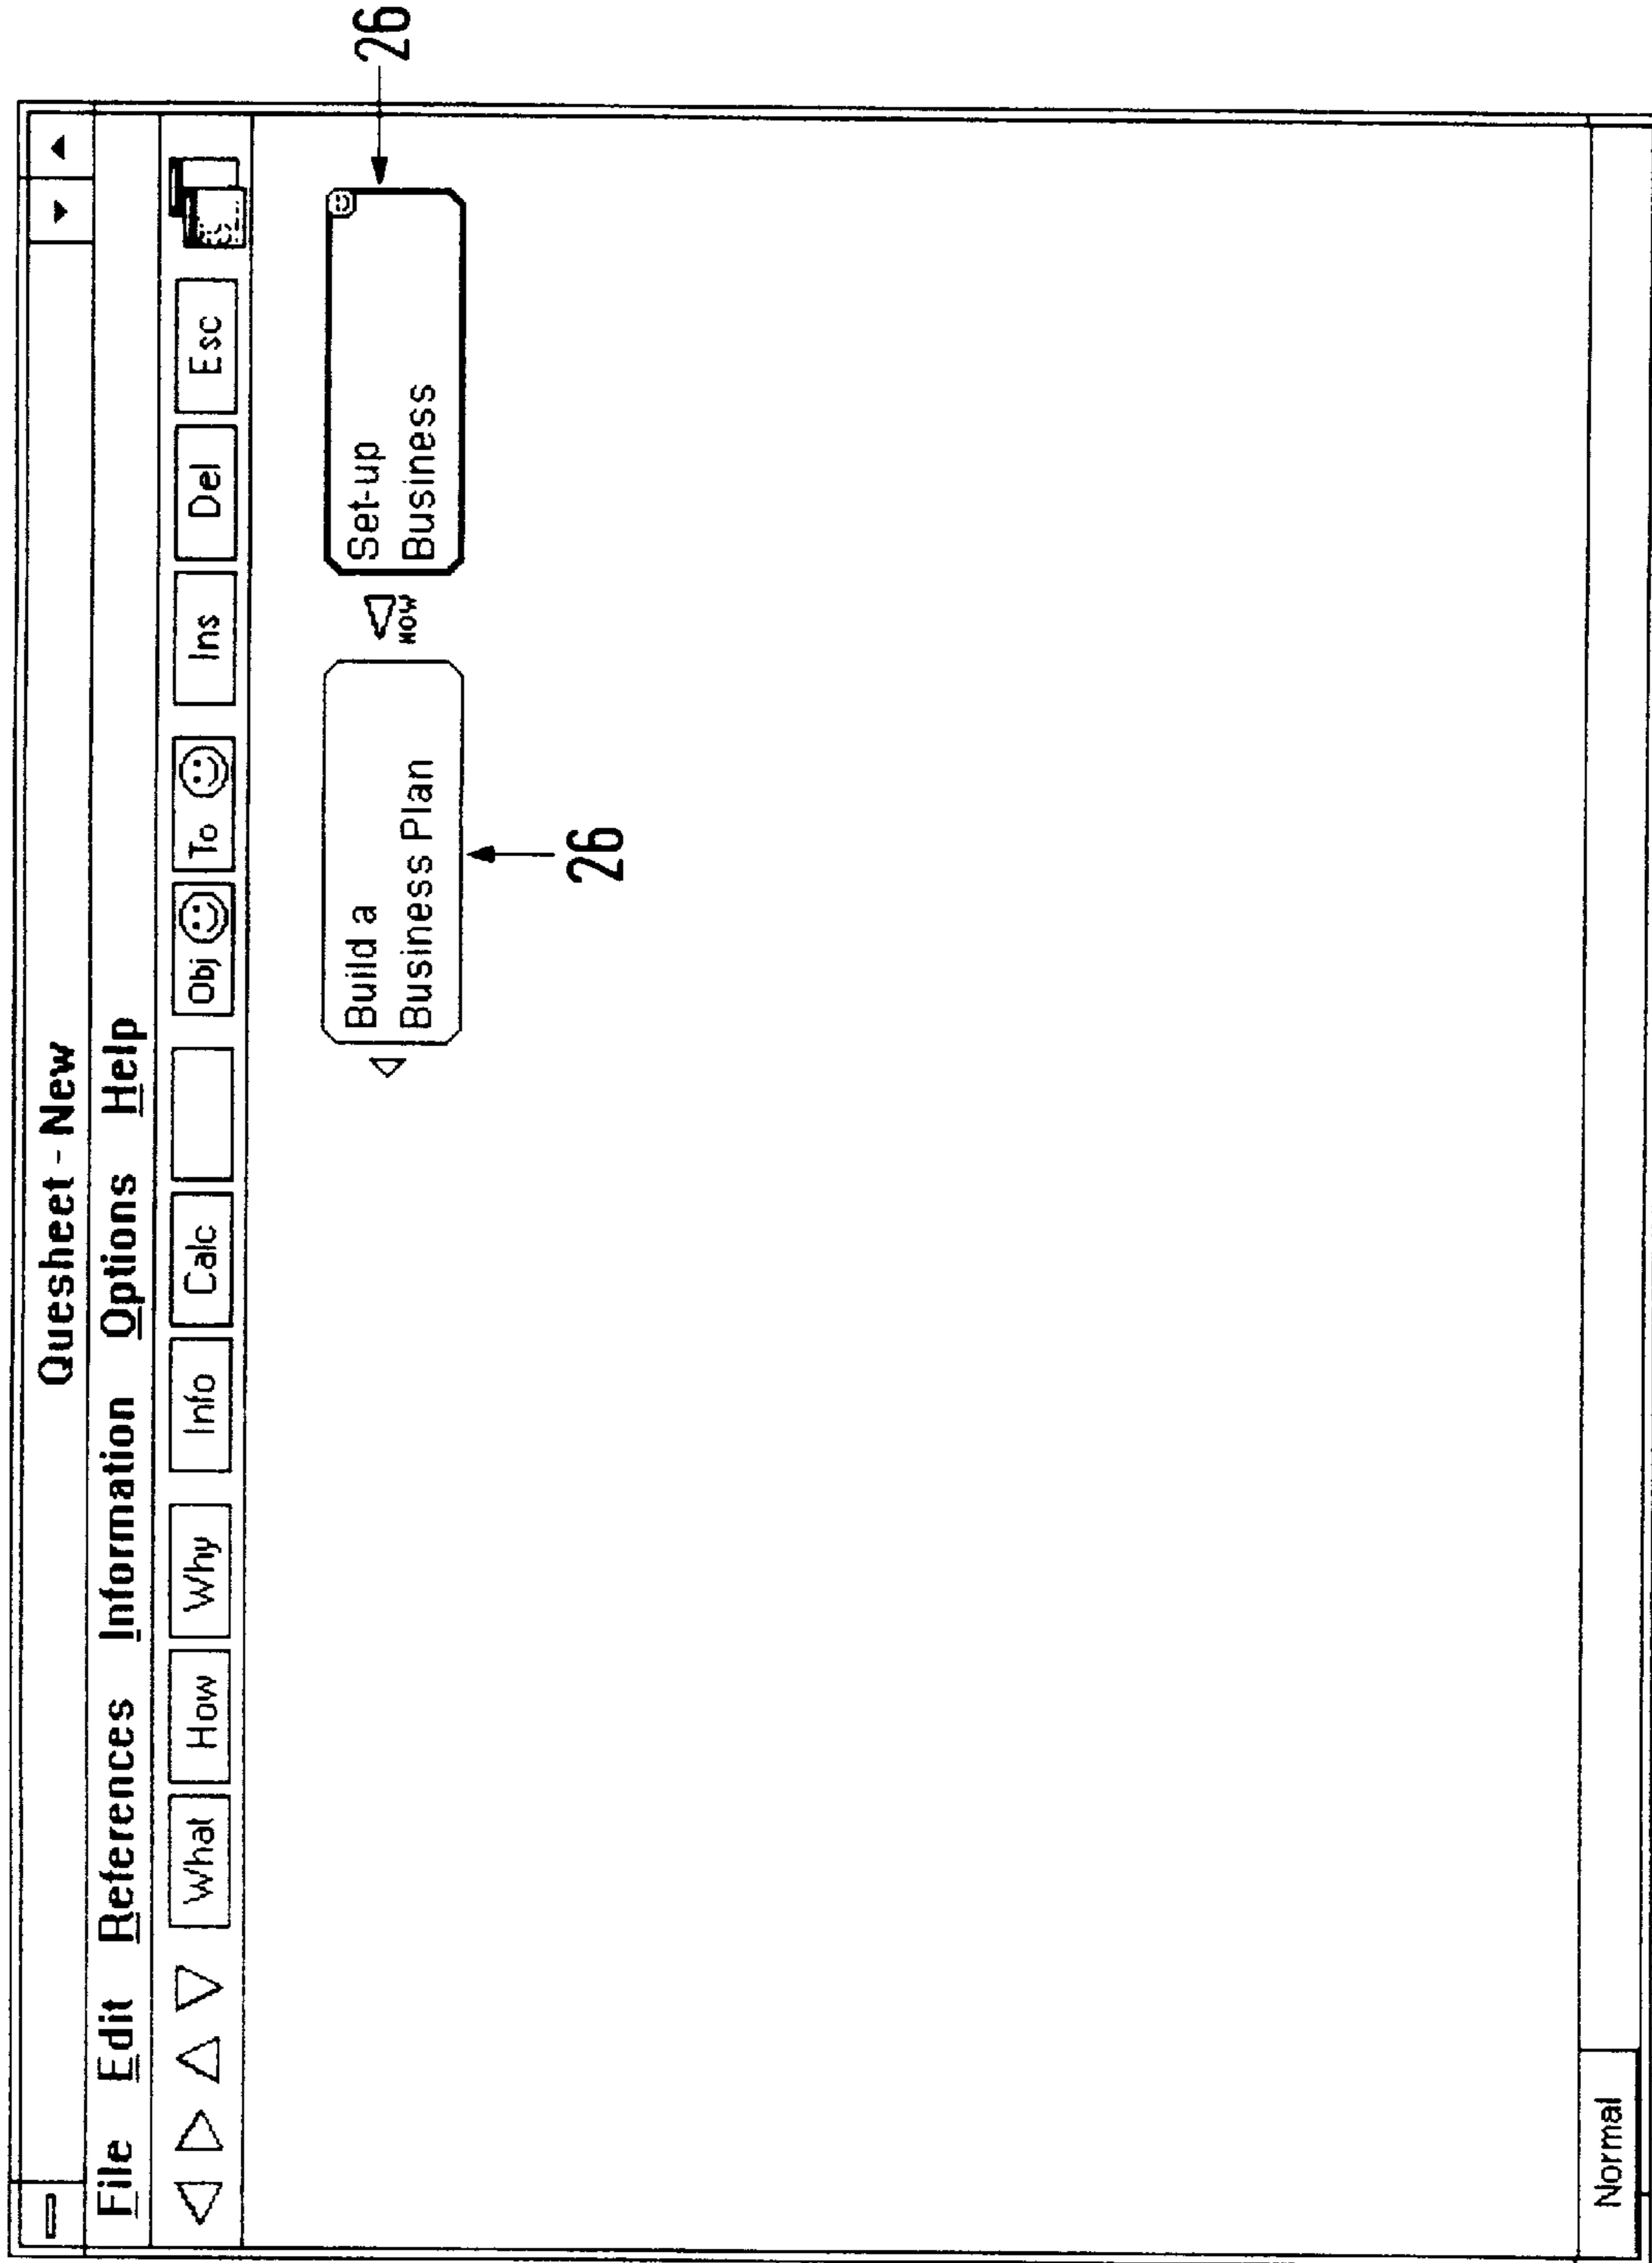 Quesheet - New
File Edit References Information Options Help
What How Why Info Calc Obj To Ins Del Esc
Build a
Business Plan
HOW
Set-up
Business
26
26
Normal